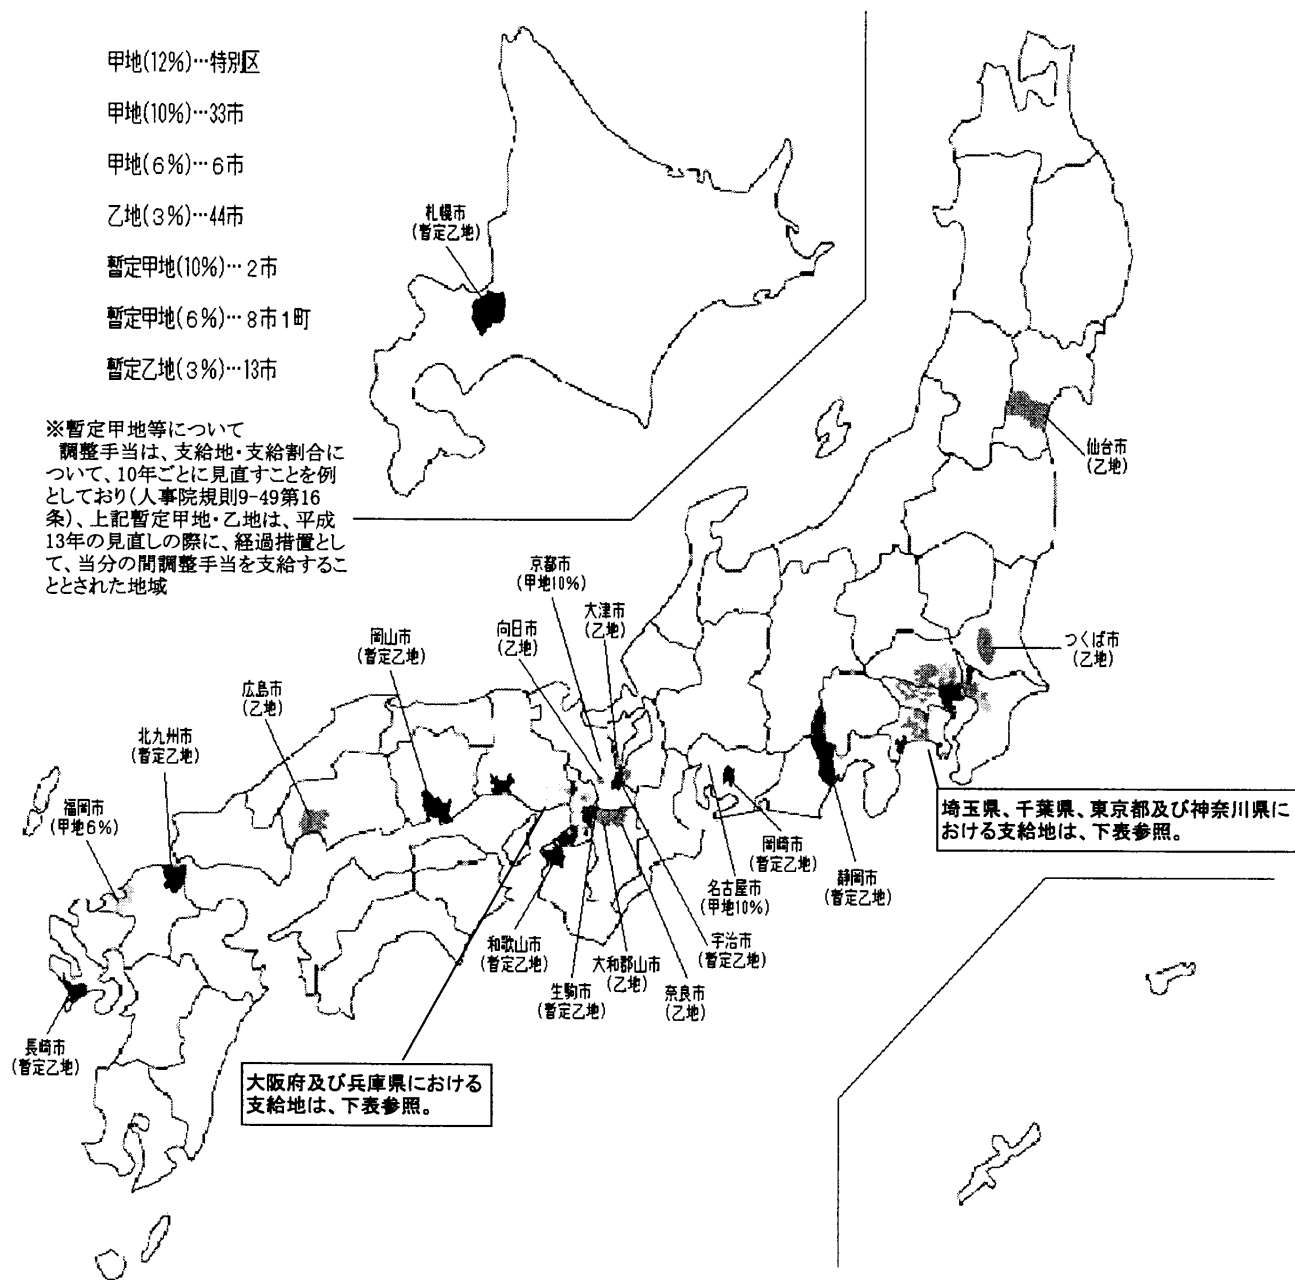 甲地(12%)…特別区
甲地(10%)…33市
甲地(6%)…6市
乙地(3%)…44市
暫定甲地(10%)…2市
暫定甲地(6%)…8市1町
暫定乙地(3%)…13市
※暫定甲地等について
調整手当は、支給地・支給割合に
ついて、10年ごとに見直すことを例
としており(人事院規則9-49第16
条)、上記暫定甲地・乙地は、平成
13年の見直しの際に、経過措置とし
て、当分の間調整手当を支給するこ
ととされた地域
札幌市
(暫定乙地)
仙台市
(乙地)
京都市
(甲地10%)
大津市
(乙地)
向日市
(乙地)
岡山市
(暫定乙地)
広島市
(乙地)
北九州市
(暫定乙地)
福岡市
(甲地6%)
つくば市
(乙地)
埼玉県、千葉県、東京都及び神奈川県に
おける支給地は、下表参照。
岡崎市
(暫定乙地)
静岡市
(暫定乙地)
名古屋市
(甲地10%)
宇治市
(暫定乙地)
和歌山市
(暫定乙地)
大和郡山市
(乙地)
生駒市
(暫定乙地)
奈良市
(乙地)
長崎市
(暫定乙地)
大阪府及び兵庫県における
支給地は、下表参照。